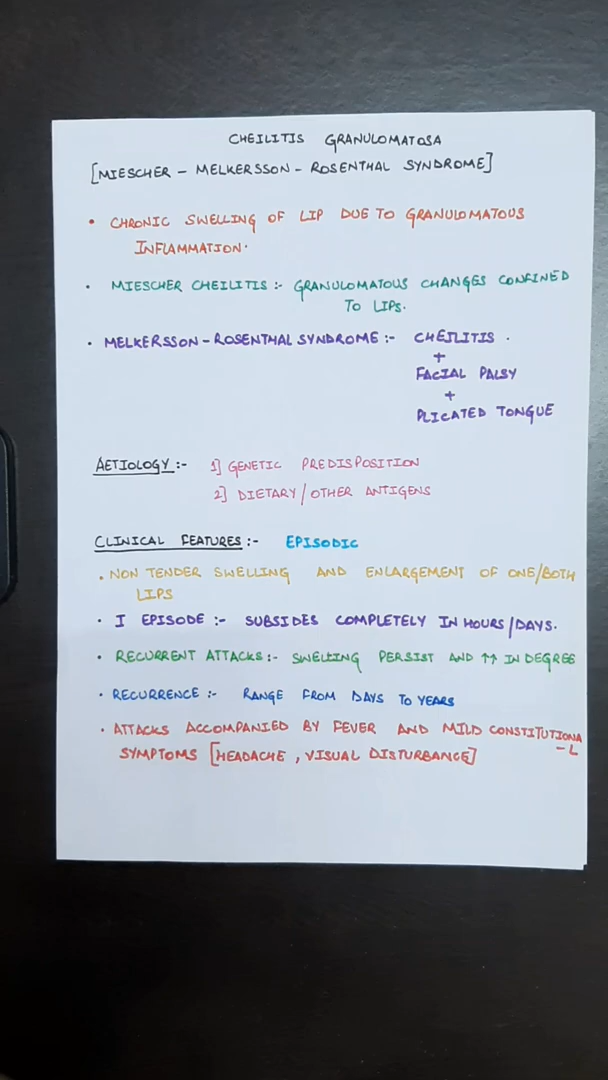 CHEILITIS GRANULOMATOSA
[MIESCHER - MELKERSSON - ROSENTHAL SYNDROME]
• CHRONIC SWELLING OF LIP DUE TO GRANULOMATOUS
INFLAMMATION.
• MIESCHER CHEILITIS :- GRANULOMATOUS CHANGES CONFINED
TO LIPS.
• MELKERSSON-ROSENTHAL SYNDROME :- CHEILITIS.
+
FACIAL PALSY
+
PLICATED TONGUE
AETIOLOGY :- 1] GENETIC PREDISPOSITION
2] DIETARY/OTHER ANTIGENS
CLINICAL FEATURES :- EPISODIC
• NON TENDER SWELLING AND ENLARGEMENT OF ONE/BOTH
LIPS
• I EPISODE :- SUBSIDES COMPLETELY IN HOURS/DAYS.
• RECURRENT ATTACKS :- SWELLING PERSIST AND ↑↑ IN DEGREE
• RECURRENCE :- RANGE FROM DAYS TO YEARS
• ATTACKS ACCOMPANIED BY FEVER AND MILD CONSTITUTIONA
-L
SYMPTOMS [HEADACHE, VISUAL DISTURBANCE]